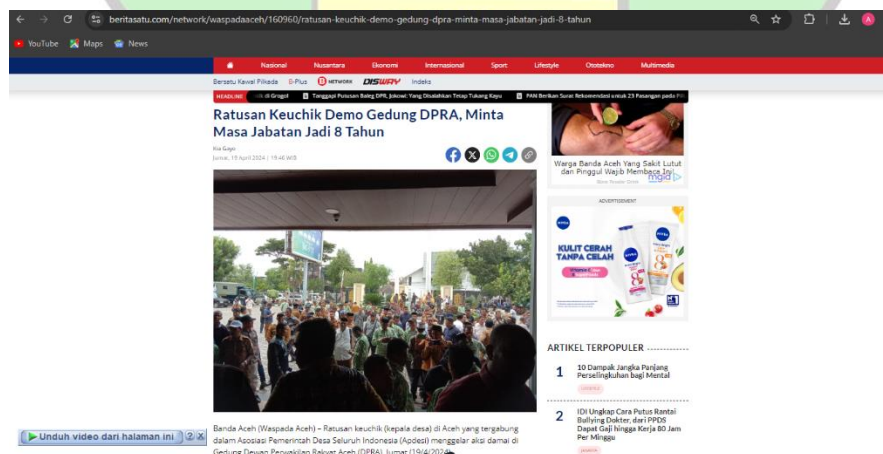 beritasatu.com/network/waspadaaceh/160960/ratusan-keuchik-demo-gedung-dpra-minta-masa-jabatan-jadi-8-tahun
YouTube Maps News
Nasional Nusantara Ekonomi Internasional Sport Lifestyle Ototekno Multimedia
Bersatu Kawal Pilkada B-Plus NETWORK DISWAY Indeks
HEADLINE di Grogol Tanggapi Putusan Baleg DPR, Jokowi: Yang Disalahkan Tetap Tukang Kayu PAN Berikan Surat Rekomendasi untuk 23 Pasangan pada
Ratusan Keuchik Demo Gedung DPRA, Minta
Masa Jabatan Jadi 8 Tahun
Kia Gayo
Jumat, 19 April 2024 | 19:46 WIB
Warga Banda Aceh Yang Sakit Lutut
dan Pinggul Wajib Membaca Ini!
mgid
ADVERTISEMENT
NIVEA
KULIT CERAH
TANPA CELAH
ARTIKEL TERPOPULER
1 10 Dampak Jangka Panjang
Perselingkuhan bagi Mental
2 IDI Ungkap Cara Putus Rantai
Bullying Dokter, dari PPDS
Dapat Gaji hingga Kerja 80 Jam
Per Minggu
Unduh video dari halaman ini
Banda Aceh (Waspada Aceh) – Ratusan keuchik (kepala desa) di Aceh yang tergabung
dalam Asosiasi Pemerintah Desa Seluruh Indonesia (Apdesi) menggelar aksi damai di
Gedung Dewan Perwakilan Rakyat Aceh (DPRA), Jumat (19/4/2024).